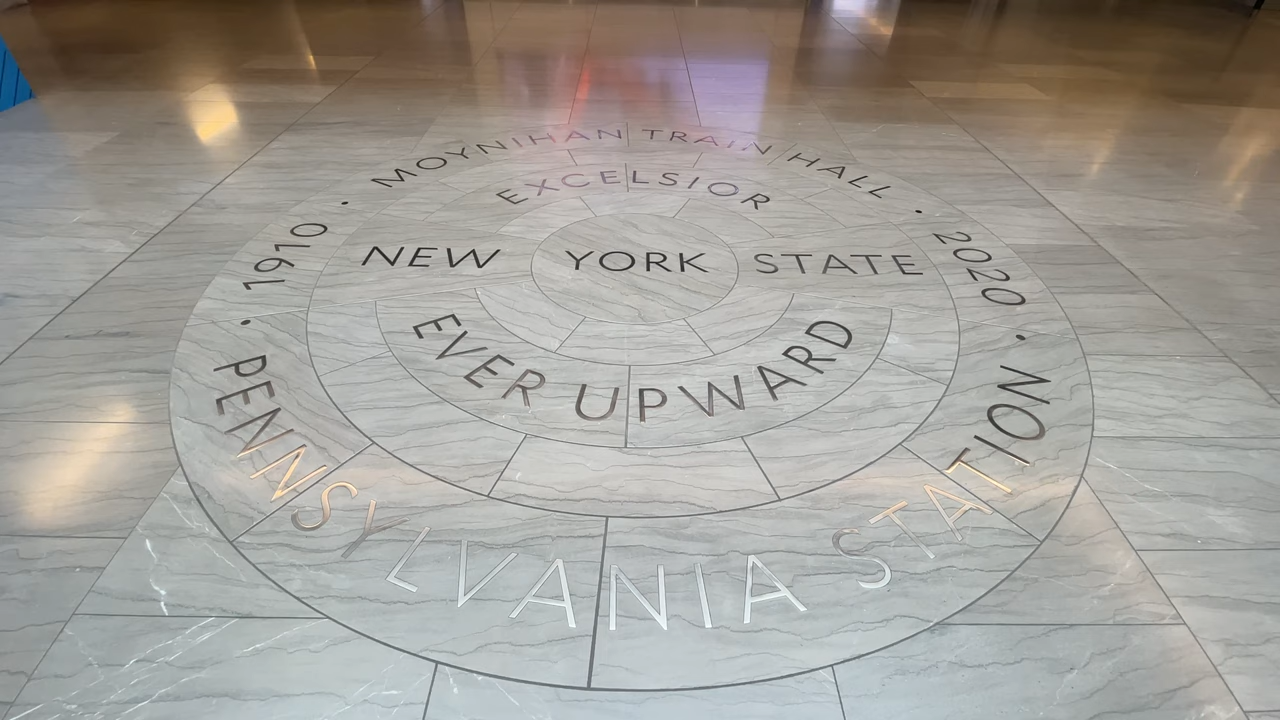 MOYNIHAN TRAIN HALL
EXCELSIOR
1910 ·
· 2020 ·
NEW YORK STATE
EVER UPWARD
· PENNSYLVANIA STATION